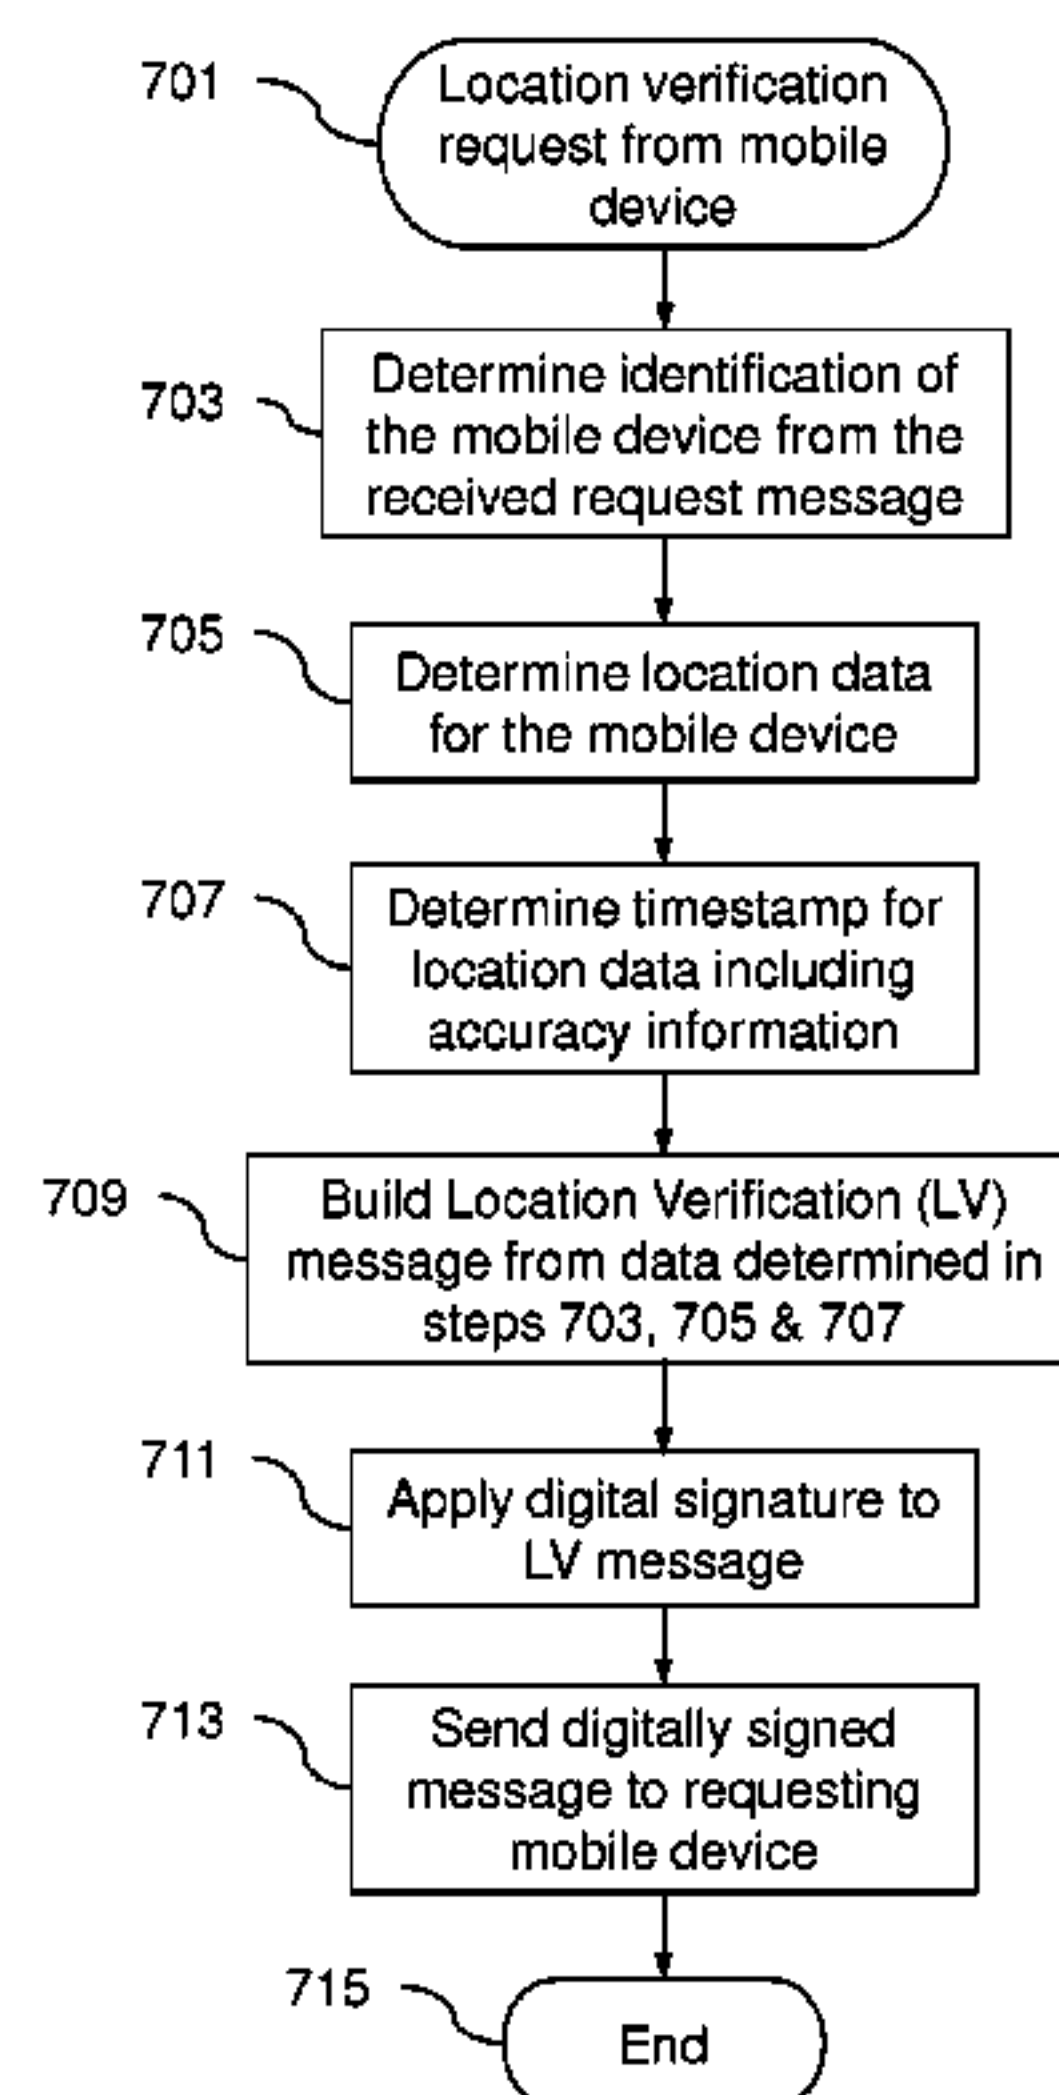 701
Location verification
request from mobile
device
703
Determine identification of
the mobile device from the
received request message
705
Determine location data
for the mobile device
707
Determine timestamp for
location data including
accuracy information
709
Build Location Verification (LV)
message from data determined in
steps 703, 705 & 707
711
Apply digital signature to
LV message
713
Send digitally signed
message to requesting
mobile device
715
End